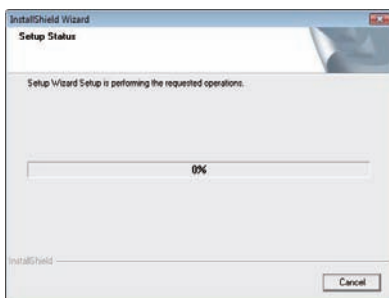 InstallShield Wizard
Setup Status
Setup Wizard Setup is performing the requested operations.
0%
InstallShield
Cancel